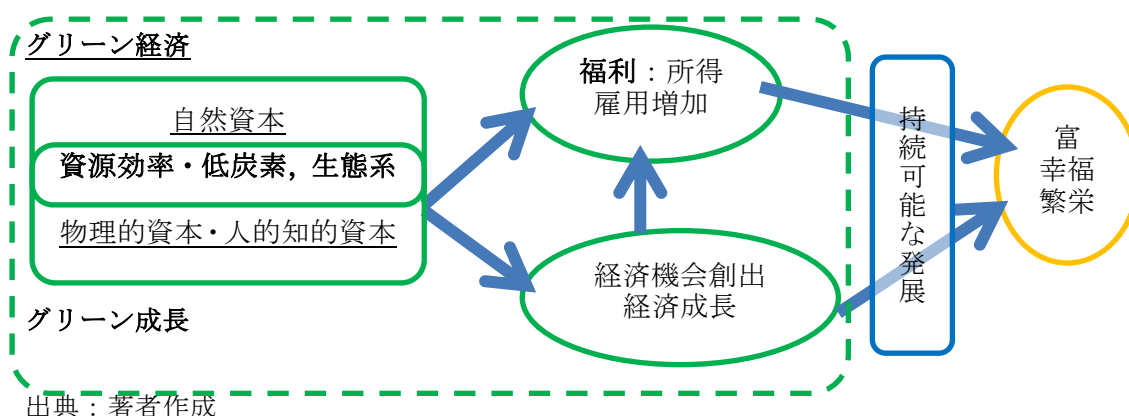 グリーン経済
自然資本
資源効率・低炭素, 生態系
物理的資本・人的知的資本
グリーン成長
福利：所得
雇用増加
経済機会創出
経済成長
持続可能な発展
富
幸福
繁栄
出典：著者作成